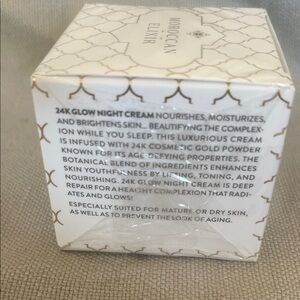 MOROCCAN
ELIXIR
24K GLOW NIGHT CREAM NOURISHES, MOISTURIZES,
AND BRIGHTENS SKIN... BEAUTIFYING THE COMPLEX-
ION WHILE YOU SLEEP. THIS LUXURIOUS CREAM
IS INFUSED WITH 24K COSMETIC GOLD POWDER
KNOWN FOR ITS AGE-DEFYING PROPERTIES. THE
BOTANICAL BLEND OF INGREDIENTS ENHANCES
SKIN YOUTHFULNESS BY LIFTING, TONING, AND
NOURISHING. 24K GLOW NIGHT CREAM IS DEEP
REPAIR FOR A HEALTHY COMPLEXION THAT RADI-
ATES AND GLOWS!
ESPECIALLY SUITED FOR MATURE OR DRY SKIN,
AS WELL AS TO PREVENT THE LOOK OF AGING.